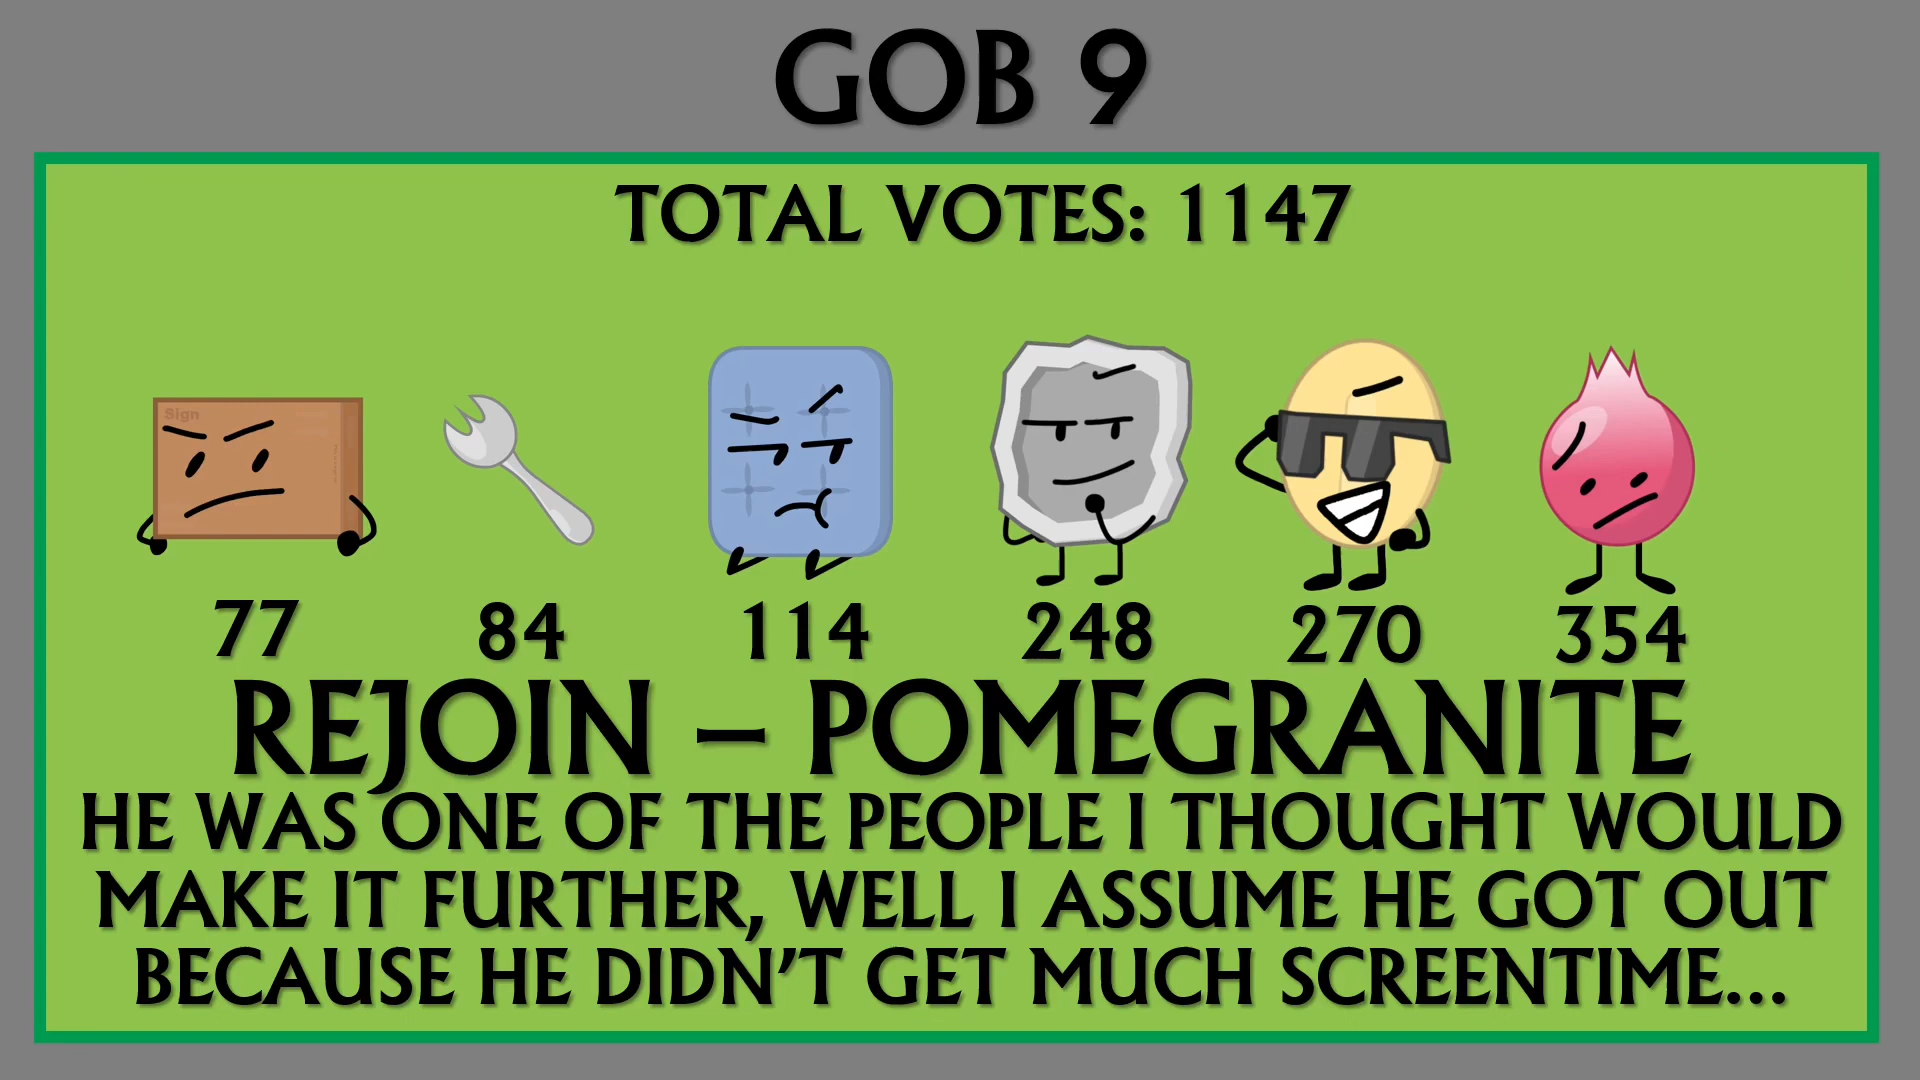 GOB 9
TOTAL VOTES: 1147
Sign
77 84 114 248 270 354
REJOIN – POMEGRANITE
HE WAS ONE OF THE PEOPLE I THOUGHT WOULD
MAKE IT FURTHER, WELL I ASSUME HE GOT OUT
BECAUSE HE DIDN’T GET MUCH SCREENTIME...